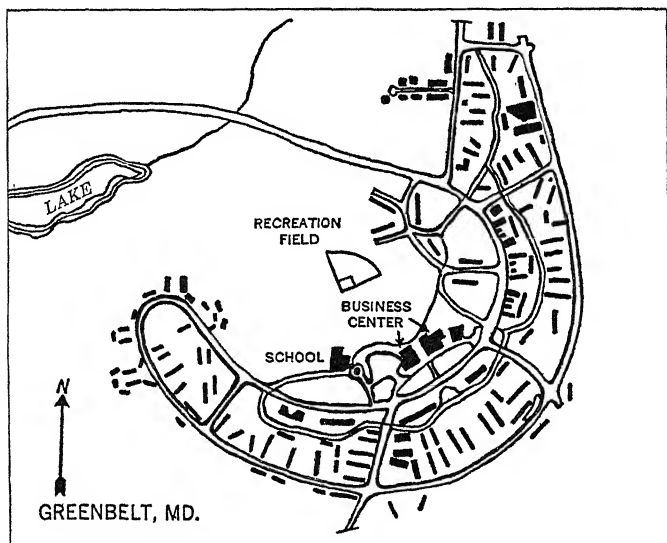 LAKE
RECREATION
FIELD
BUSINESS
CENTER
SCHOOL
N
GREENBELT, MD.